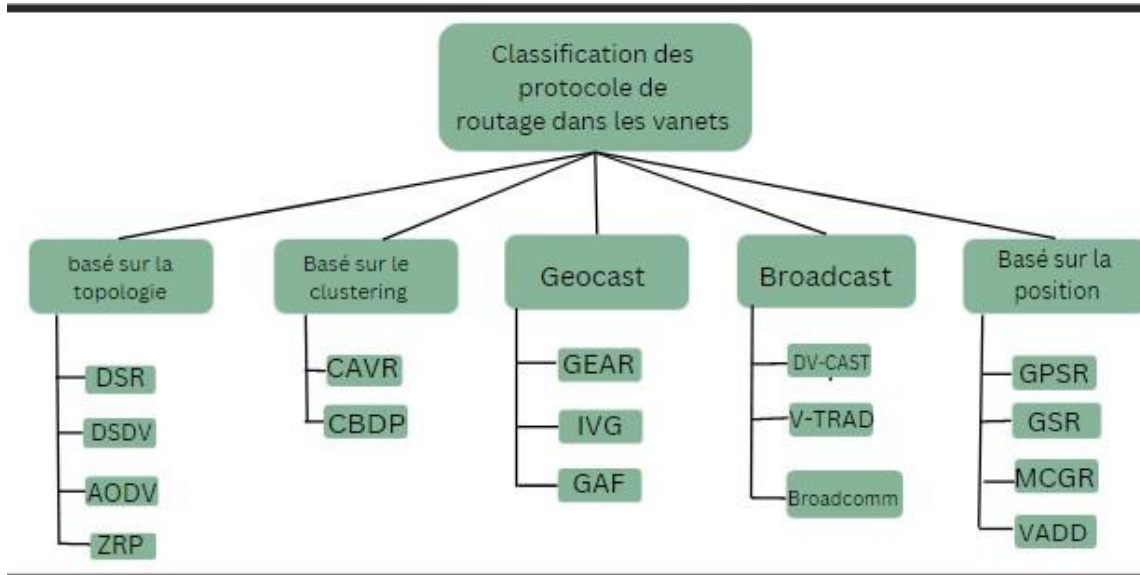 Classification des
protocole de
routage dans les vanets
basé sur la
topologie
DSR
DSDV
AODV
ZRP
Basé sur le
clustering
CAVR
CBDP
Geocast
GEAR
IVG
GAF
Broadcast
DV-CAST
V-TRAD
Broadcomm
Basé sur la
position
GPSR
GSR
MCGR
VADD